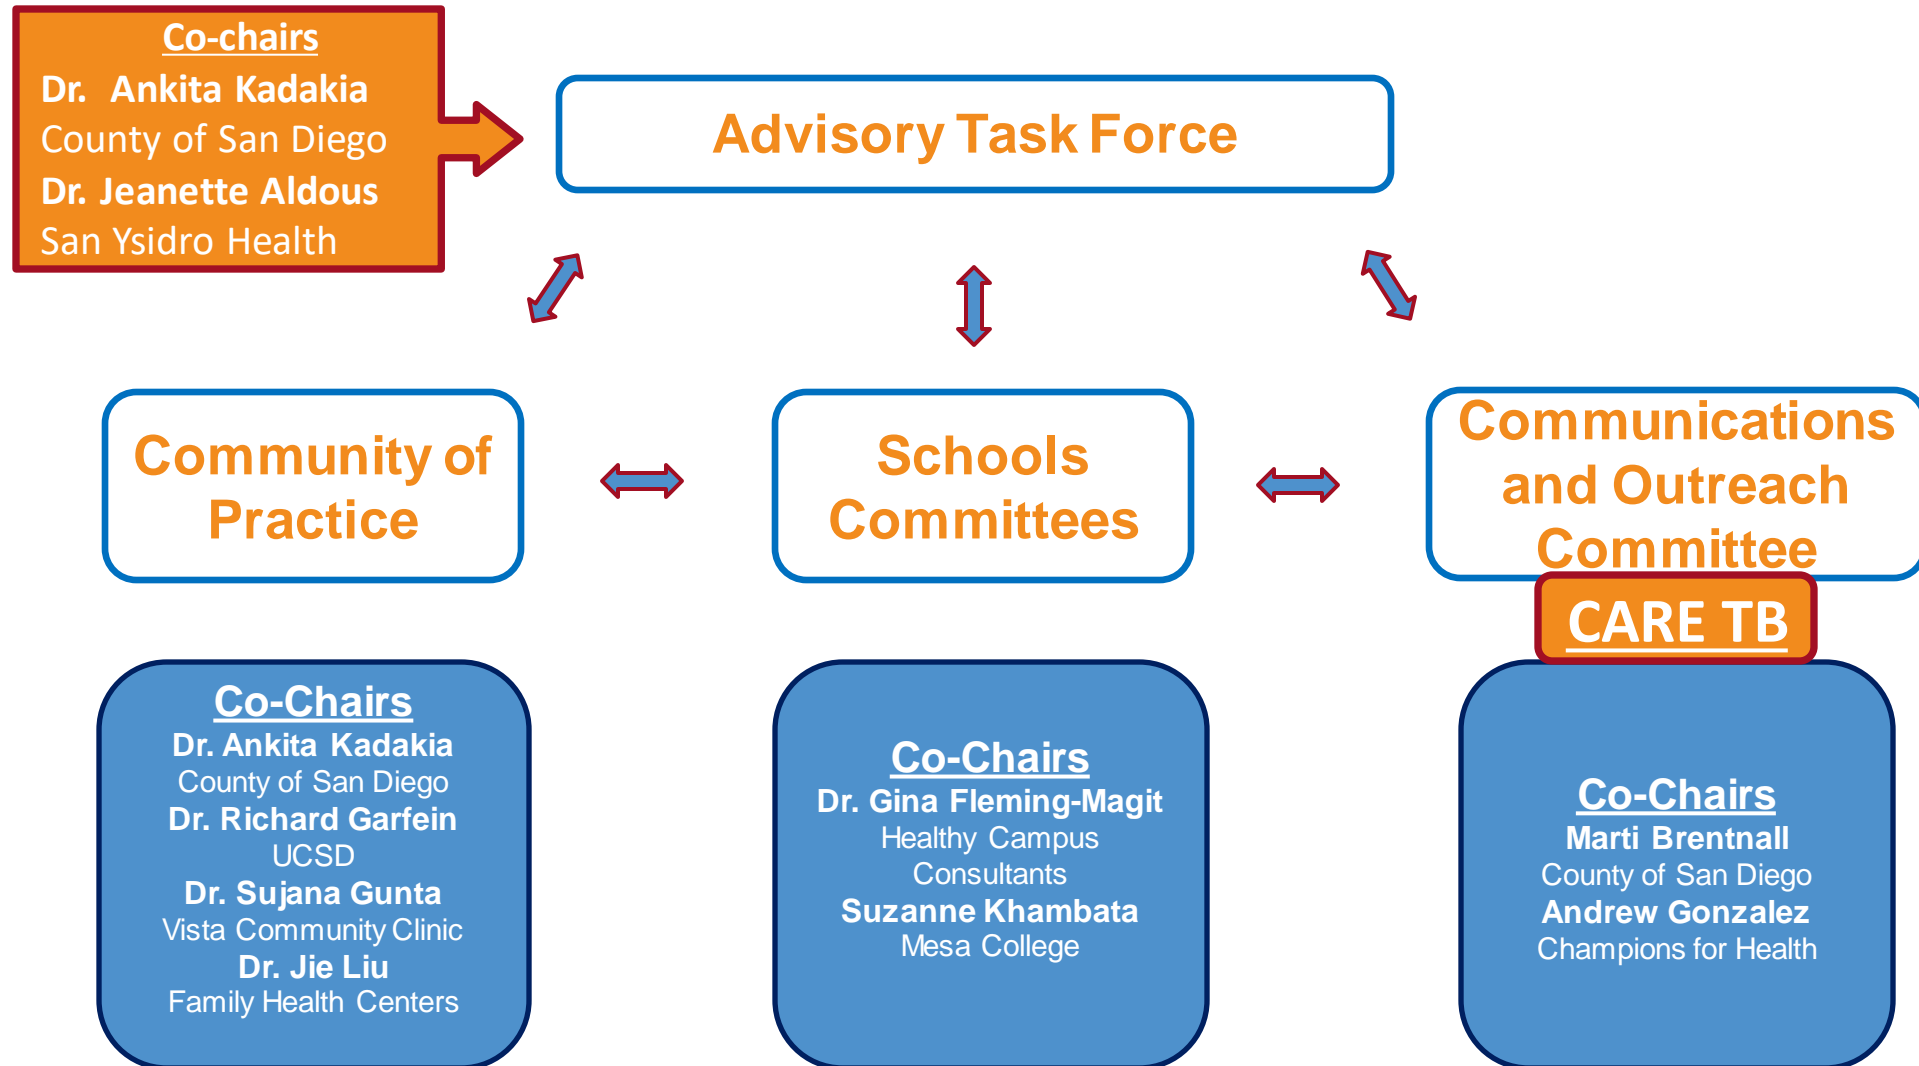 Co-chairs
Dr. Ankita Kadakia
County of San Diego
Dr. Jeanette Aldous
San Ysidro Health
Advisory Task Force
Community of
Practice
Schools
Committees
Communications
and Outreach
Committee
CARE TB
Co-Chairs
Dr. Ankita Kadakia
County of San Diego
Dr. Richard Garfein
UCSD
Dr. Sujana Gunta
Vista Community Clinic
Dr. Jie Liu
Family Health Centers
Co-Chairs
Dr. Gina Fleming-Magit
Healthy Campus
Consultants
Suzanne Khambata
Mesa College
Co-Chairs
Marti Brentnall
County of San Diego
Andrew Gonzalez
Champions for Health